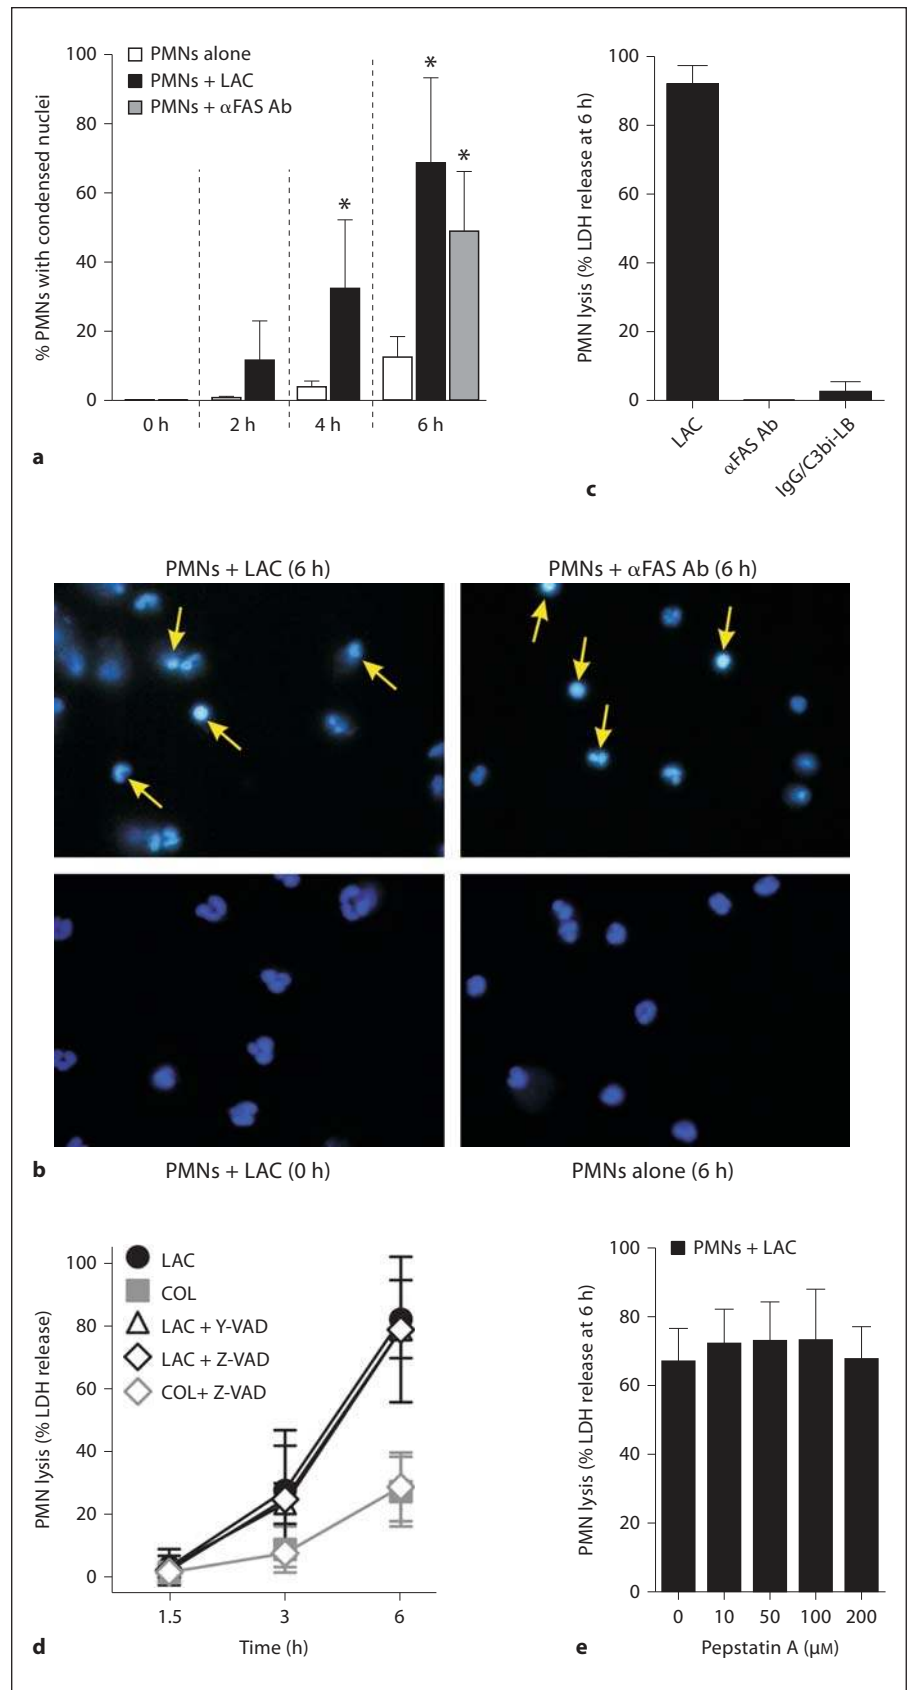 PMNs alone
PMNs + LAC
PMNs + αFAS Ab
% PMNs with condensed nuclei
100
80
60
40
20
0
*
*
*
0 h
2 h
4 h
6 h
a
PMN lysis (% LDH release at 6 h)
100
80
60
40
20
0
LAC
αFAS Ab
IgG/C3bi-LB
c
PMNs + LAC (6 h)
PMNs + αFAS Ab (6 h)
b
PMNs + LAC (0 h)
PMNs alone (6 h)
LAC
COL
LAC + Y-VAD
LAC + Z-VAD
COL+ Z-VAD
PMN lysis (% LDH release)
100
80
60
40
20
0
1.5
3
6
Time (h)
d
PMNs + LAC
PMN lysis (% LDH release at 6 h)
100
80
60
40
20
0
0
10
50
100
200
Pepstatin A (μM)
e